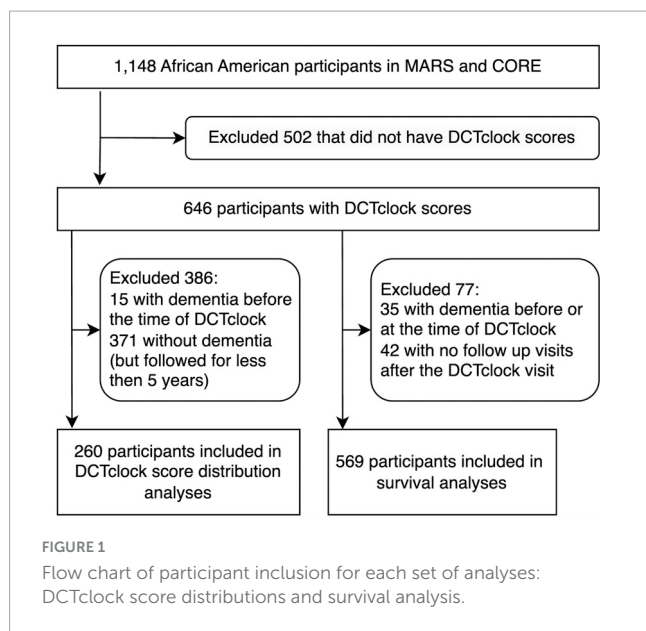 1,148 African American participants in MARS and CORE
Excluded 502 that did not have DCTclock scores
646 participants with DCTclock scores
Excluded 386:
15 with dementia before
the time of DCTclock
371 without dementia
(but followed for less
then 5 years)
Excluded 77:
35 with dementia before or
at the time of DCTclock
42 with no follow up visits
after the DCTclock visit
260 participants included in
DCTclock score distribution
analyses
569 participants included in
survival analyses
FIGURE 1
Flow chart of participant inclusion for each set of analyses:
DCTclock score distributions and survival analysis.